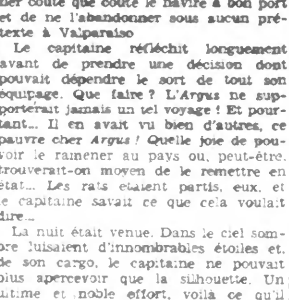 ner coûte que coûte le navire à bon port
et de ne l'abandonner sous aucun pré-
texte à Valparaiso
Le capitaine réfléchit longuement
avant de prendre une décision dont
pouvait dépendre le sort de tout son
équipage. Que faire ? L'Argus ne sup-
porterait jamais un tel voyage ! Et pour-
tant... Il en avait vu bien d'autres, ce
pauvre cher Argus ! Quelle joie de pou-
voir le ramener au pays ou, peut-être,
trouverait-on moyen de le remettre en
état... Les rats étaient partis, eux, et
le capitaine savait ce que cela voulait
dire...
La nuit était venue. Dans le ciel som-
bre luisaient d'innombrables étoiles et,
de son cargo, le capitaine ne pouvait
plus apercevoir que la silhouette. Un
ultime et noble effort, voilà ce qu'il